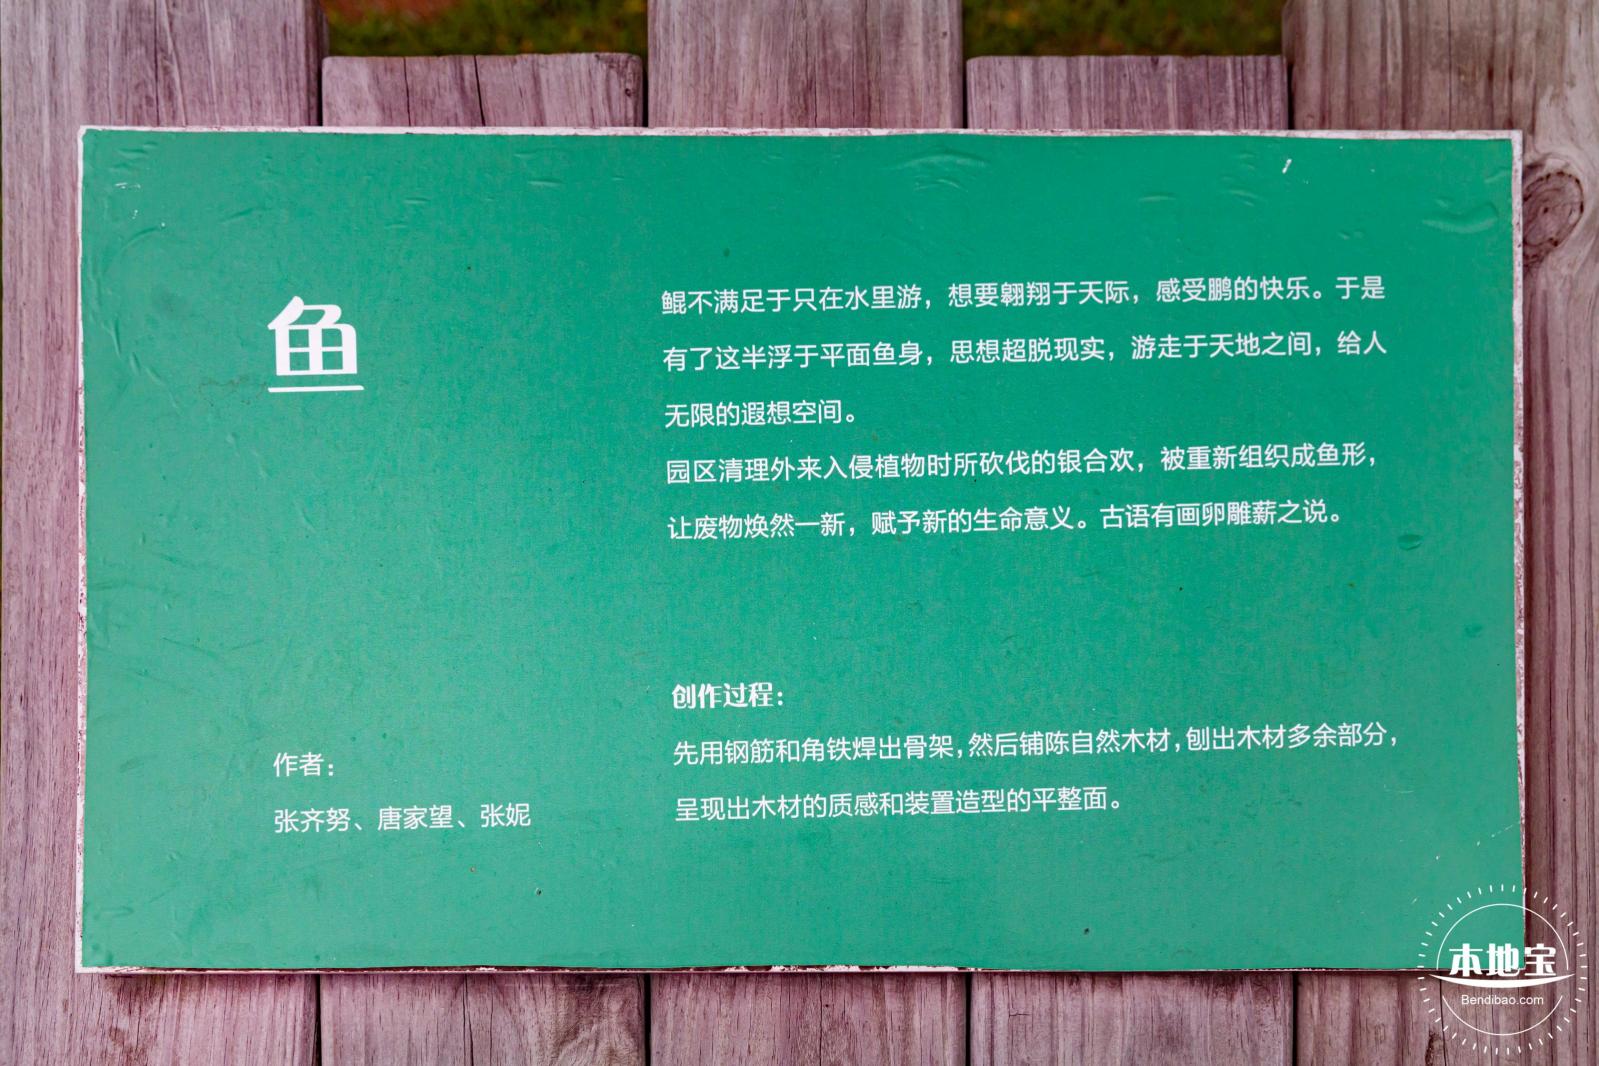 鱼
鲲不满足于只在水里游，想要翱翔于天际，感受鹏的快乐。于是
有了这半浮于平面鱼身，思想超脱现实，游走于天地之间，给人
无限的遐想空间。
园区清理外来入侵植物时所砍伐的银合欢，被重新组织成鱼形，
让废物焕然一新，赋予新的生命意义。古语有画卵雕薪之说。
创作过程：
先用钢筋和角铁焊出骨架，然后铺陈自然木材，刨出木材多余部分，
呈现出木材的质感和装置造型的平整面。
作者：
张齐努、唐家望、张妮
本地宝
Bendibao.com